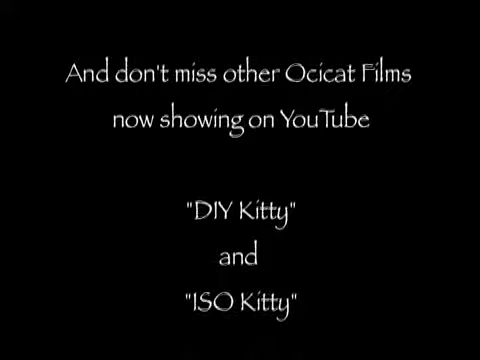 And don't miss other Ocicat Films
now showing on YouTube
"DIY Kitty"
and
"ISO Kitty"